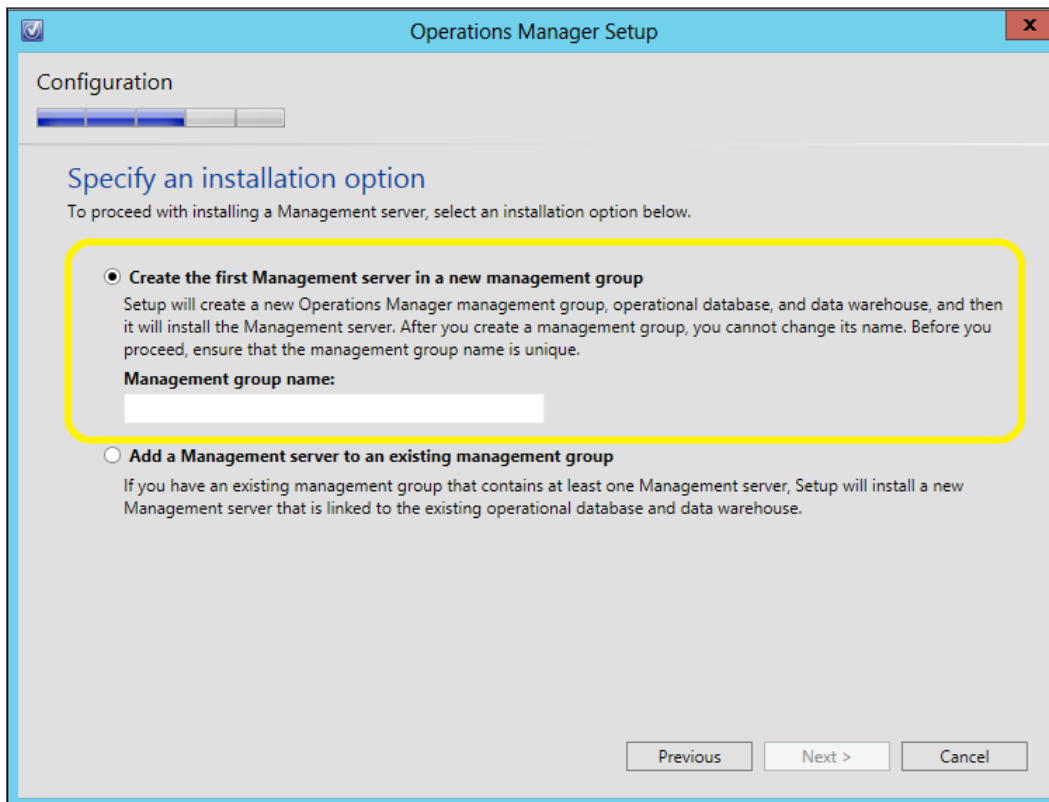 Operations Manager Setup
x
Configuration
Specify an installation option
To proceed with installing a Management server, select an installation option below.
Create the first Management server in a new management group
Setup will create a new Operations Manager management group, operational database, and data warehouse, and then
it will install the Management server. After you create a management group, you cannot change its name. Before you
proceed, ensure that the management group name is unique.
Management group name:
Add a Management server to an existing management group
If you have an existing management group that contains at least one Management server, Setup will install a new
Management server that is linked to the existing operational database and data warehouse.
Previous
Next >
Cancel